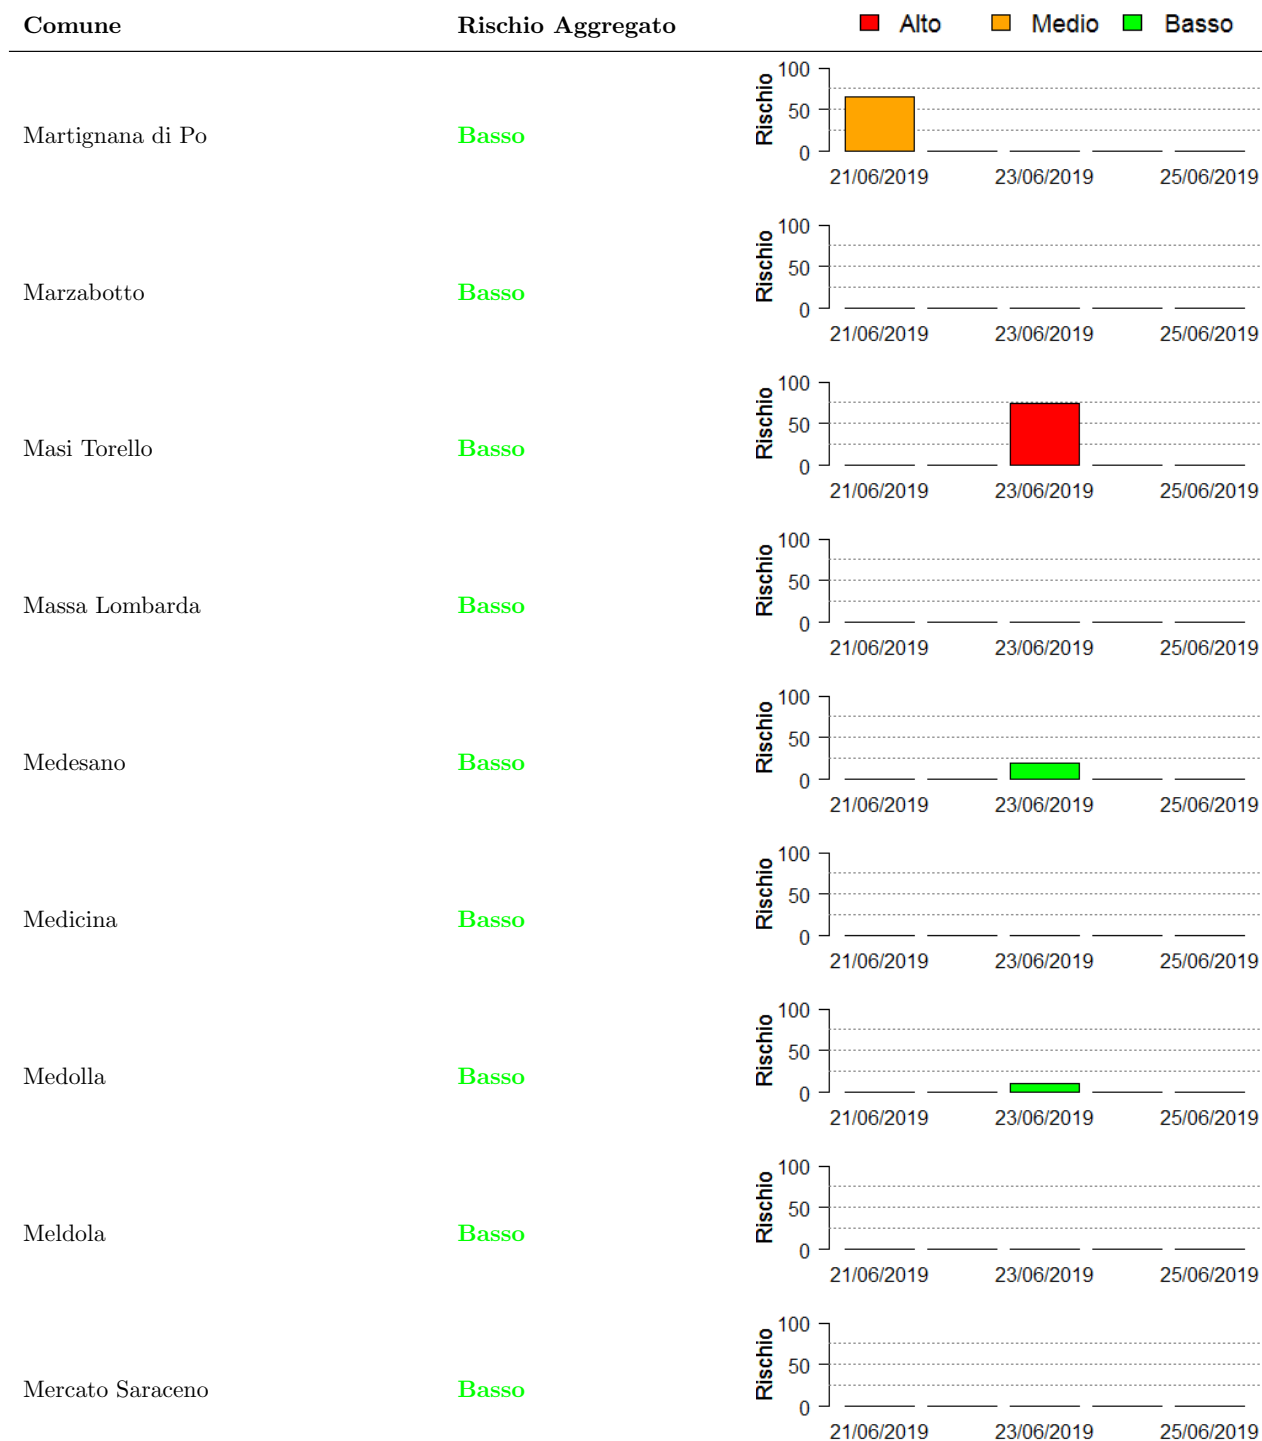 Comune Rischio Aggregato Alto Medio Basso
Martignana di Po Basso Rischio 100 50 0
21/06/2019 23/06/2019 25/06/2019
Marzabotto Basso Rischio 100 50 0
21/06/2019 23/06/2019 25/06/2019
Masi Torello Basso Rischio 100 50 0
21/06/2019 23/06/2019 25/06/2019
Massa Lombarda Basso Rischio 100 50 0
21/06/2019 23/06/2019 25/06/2019
Medesano Basso Rischio 100 50 0
21/06/2019 23/06/2019 25/06/2019
Medicina Basso Rischio 100 50 0
21/06/2019 23/06/2019 25/06/2019
Medolla Basso Rischio 100 50 0
21/06/2019 23/06/2019 25/06/2019
Meldola Basso Rischio 100 50 0
21/06/2019 23/06/2019 25/06/2019
Mercato Saraceno Basso Rischio 100 50 0
21/06/2019 23/06/2019 25/06/2019